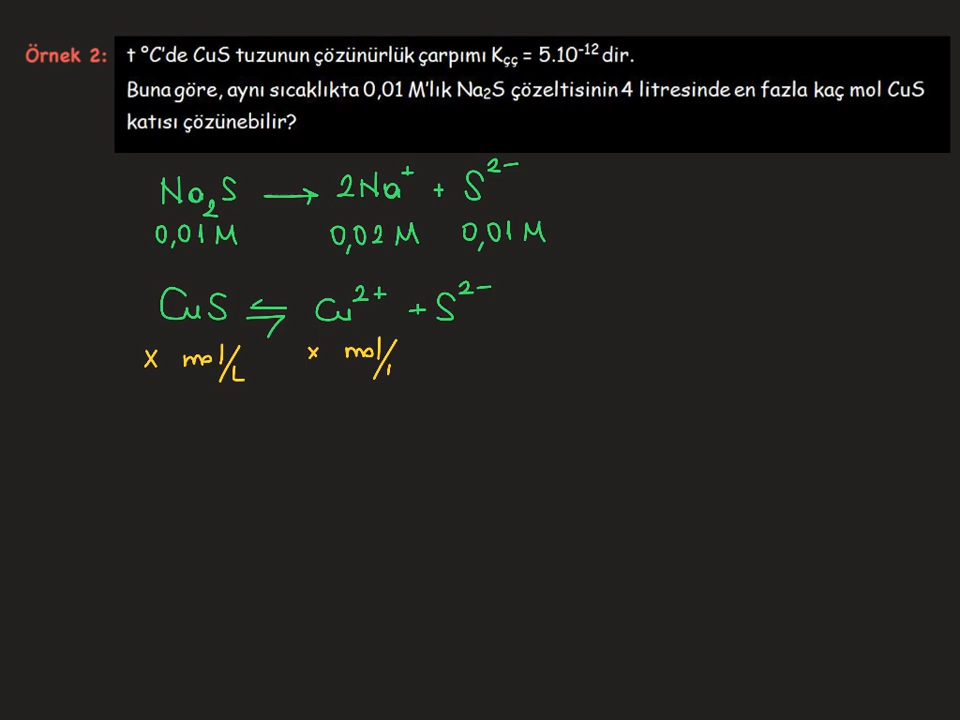 Örnek 2:
t °C'de CuS tuzunun çözünürlük çarpımı Kçç = 5.10⁻¹² dir.
Buna göre, aynı sıcaklıkta 0,01 M'lık Na₂S çözeltisinin 4 litresinde en fazla kaç mol CuS
katısı çözünebilir?
Na₂S → 2Na⁺ + S²⁻
0,01 M 0,02 M 0,01 M
CuS ⇋ Cu²⁺ + S²⁻
x mol/L x mol/